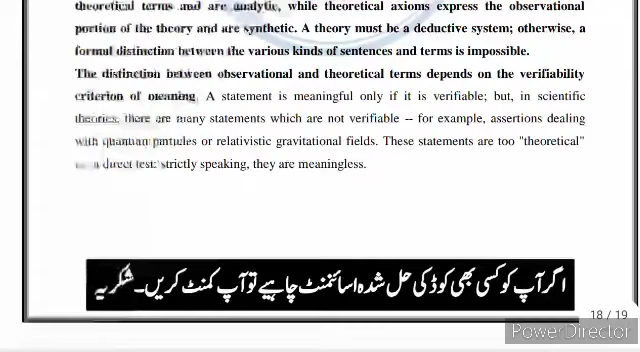 theoretical terms and are analytic, while theoretical axioms express the observational
portion of the theory and are synthetic. A theory must be a deductive system; otherwise, a
formal distinction between the various kinds of sentences and terms is impossible.
The distinction between observational and theoretical terms depends on the verifiability
criterion of meaning. A statement is meaningful only if it is verifiable; but, in scientific
theories, there are many statements which are not verifiable -- for example, assertions dealing
with quantum particles or relativistic gravitational fields. These statements are too "theoretical"
a direct test: strictly speaking, they are meaningless.
اگر آپ کو کسی بھی کوڈ کی حل شدہ اسائنمنٹ چاہیے تو آپ کمنٹ کریں۔ شکریہ
18 / 19
PowerDirector